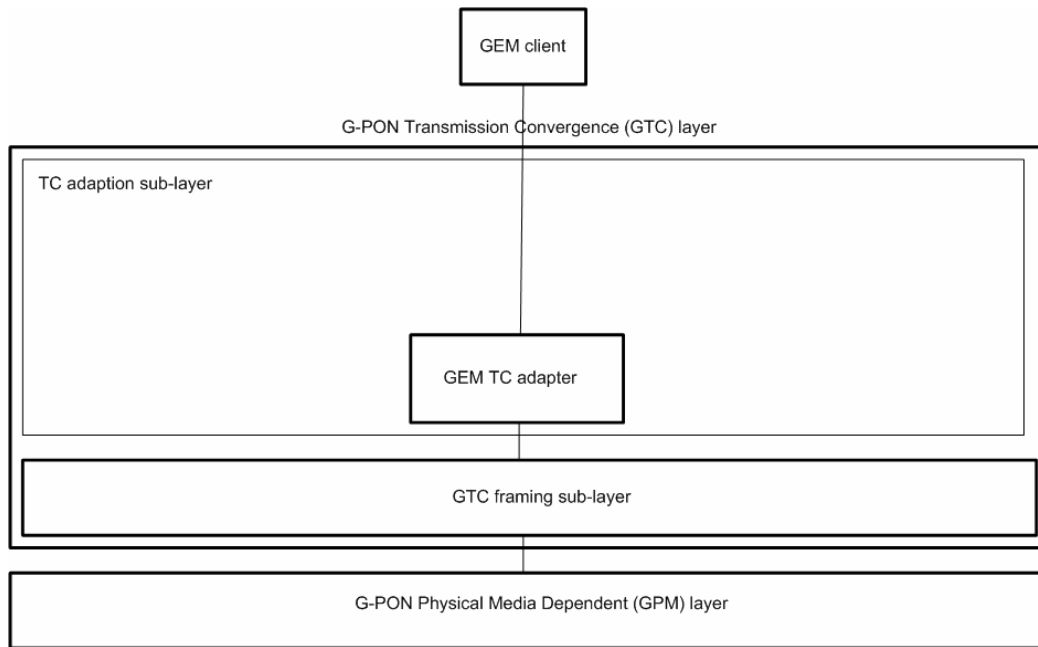 GEM client
G-PON Transmission Convergence (GTC) layer
TC adaption sub-layer
GEM TC adapter
GTC framing sub-layer
G-PON Physical Media Dependent (GPM) layer